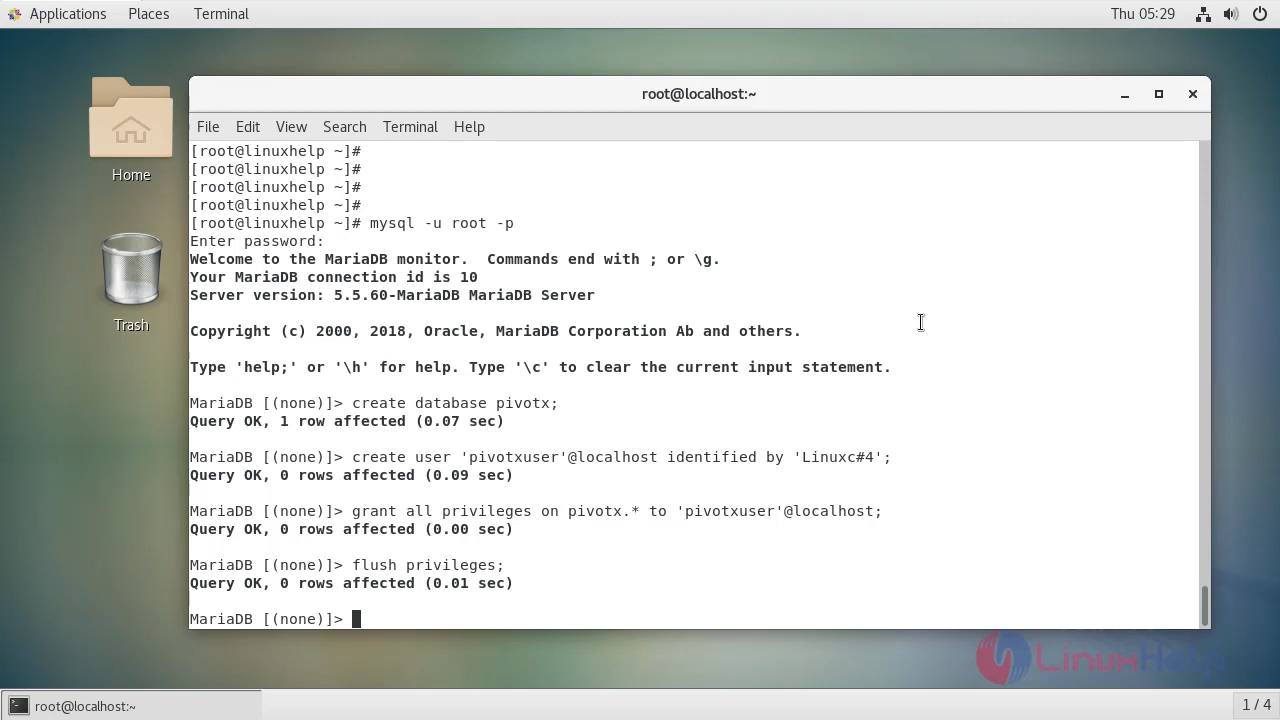 Applications Places Terminal Thu 05:29
root@localhost:~
File Edit View Search Terminal Help
Home
Trash
[root@linuxhelp ~]#
[root@linuxhelp ~]#
[root@linuxhelp ~]#
[root@linuxhelp ~]#
[root@linuxhelp ~]# mysql -u root -p
Enter password:
Welcome to the MariaDB monitor.  Commands end with ; or \g.
Your MariaDB connection id is 10
Server version: 5.5.60-MariaDB MariaDB Server
Copyright (c) 2000, 2018, Oracle, MariaDB Corporation Ab and others.
Type 'help;' or '\h' for help. Type '\c' to clear the current input statement.
MariaDB [(none)]> create database pivotx;
Query OK, 1 row affected (0.07 sec)
MariaDB [(none)]> create user 'pivotxuser'@localhost identified by 'Linuxc#4';
Query OK, 0 rows affected (0.09 sec)
MariaDB [(none)]> grant all privileges on pivotx.* to 'pivotxuser'@localhost;
Query OK, 0 rows affected (0.00 sec)
MariaDB [(none)]> flush privileges;
Query OK, 0 rows affected (0.01 sec)
MariaDB [(none)]>
LinuxHelp
root@localhost:~ 1 / 4